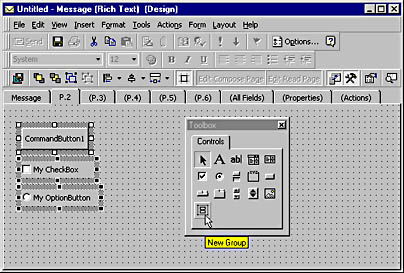 Untitled - Message (Rich Text) (Design)
File Edit View Insert Format Tools Actions Form Layout Help
Send Options...
System 12
Edit Compose Page Edit Read Page
Message P.2 (P.3) (P.4) (P.5) (P.6) (All Fields) (Properties) (Actions)
CommandButton1
My CheckBox
My OptionButton
Toolbox
Controls
A abl
New Group